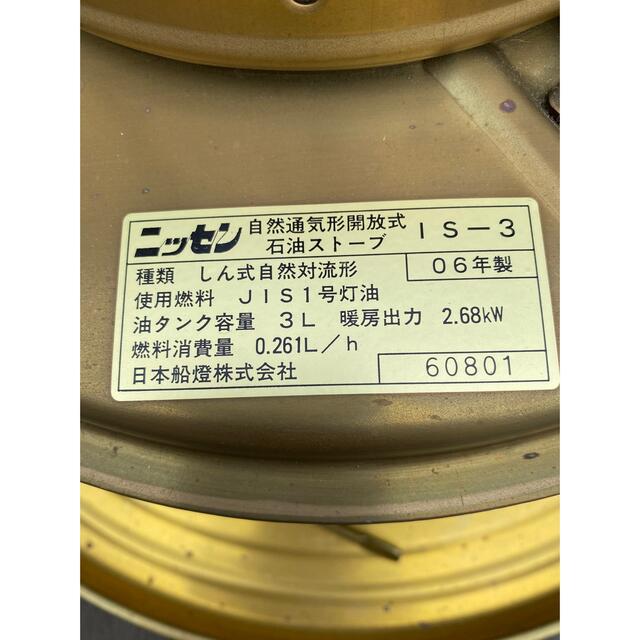 ニッセン 自然通気形開放式 石油ストーブ IS-3
種類 しん式自然対流形 06年製
使用燃料 JIS1号灯油
油タンク容量 3L 暖房出力 2.68kW
燃料消費量 0.261L/h
日本船燈株式会社 60801